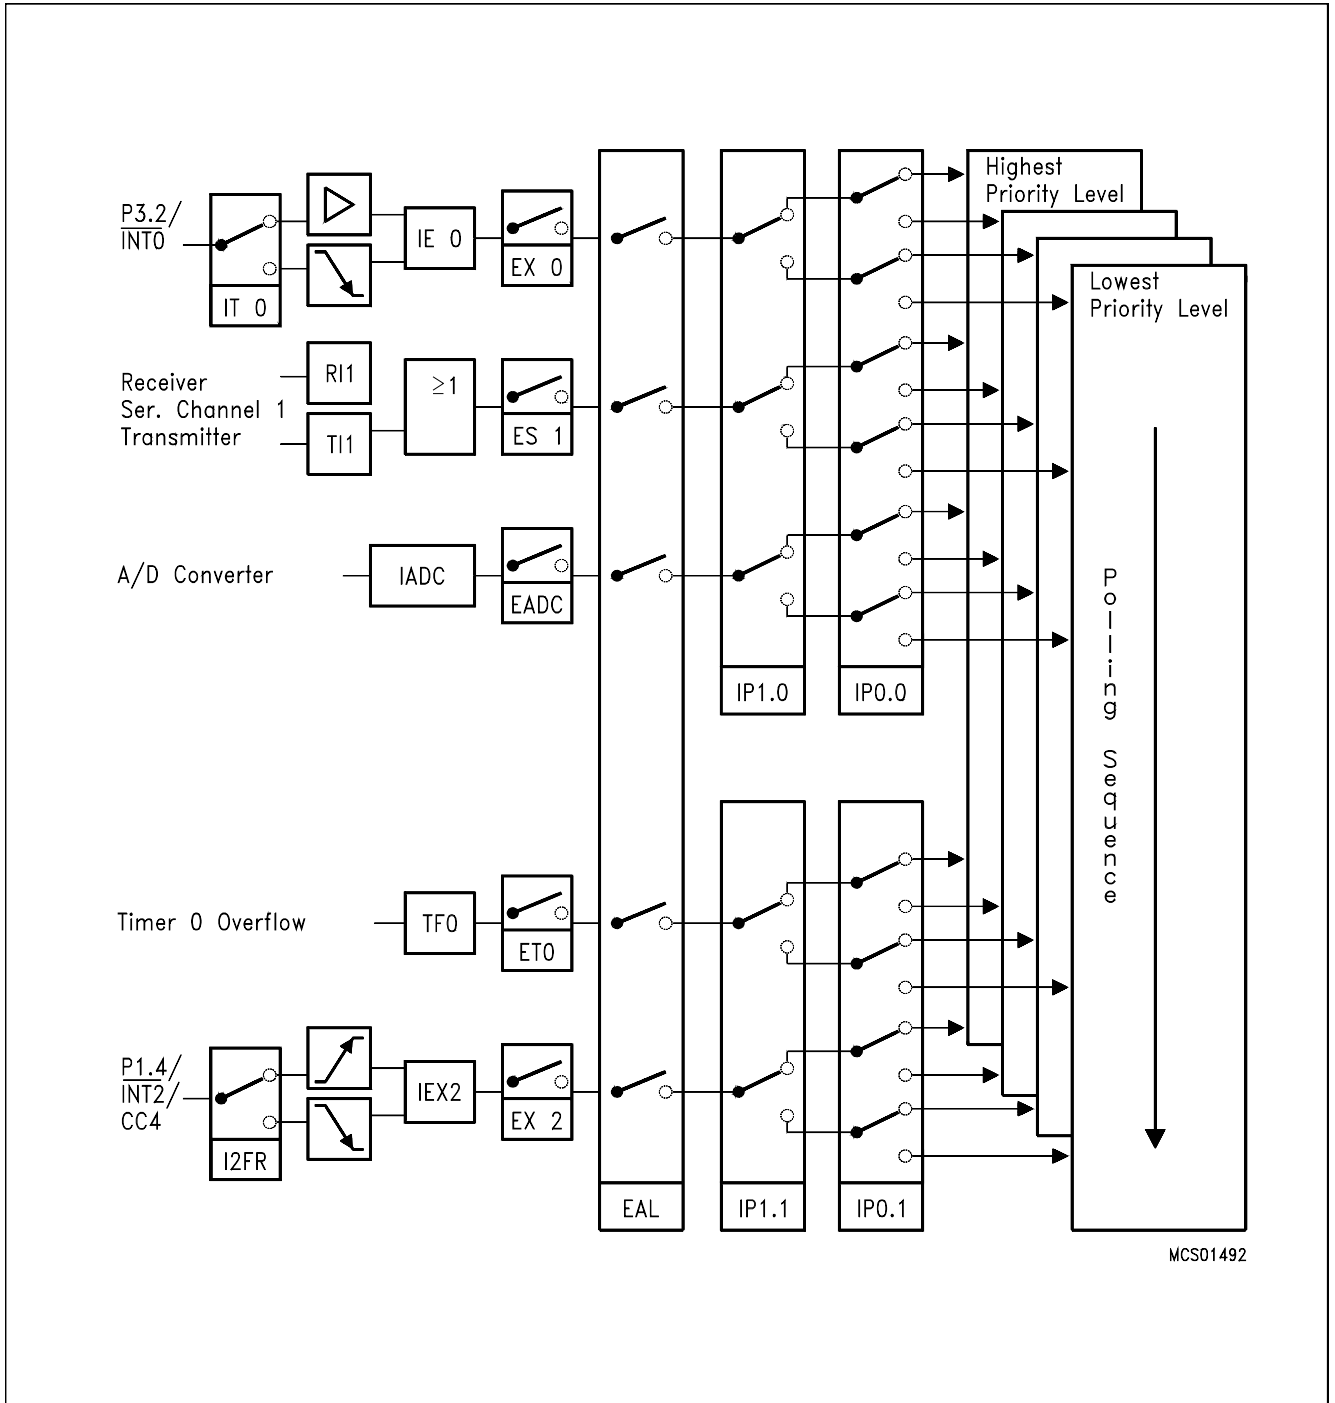 Highest
Priority Level
P3.2/
INT0
IT 0
IE 0
EX 0
Lowest
Priority Level
Receiver
Ser. Channel 1
Transmitter
RI1
TI1
≥1
ES 1
A/D Converter
IADC
EADC
IP1.0
IP0.0
Polling Sequence
Timer 0 Overflow
TF0
ET0
P1.4/
INT2/
CC4
I2FR
IEX2
EX 2
EAL
IP1.1
IP0.1
MCS01492